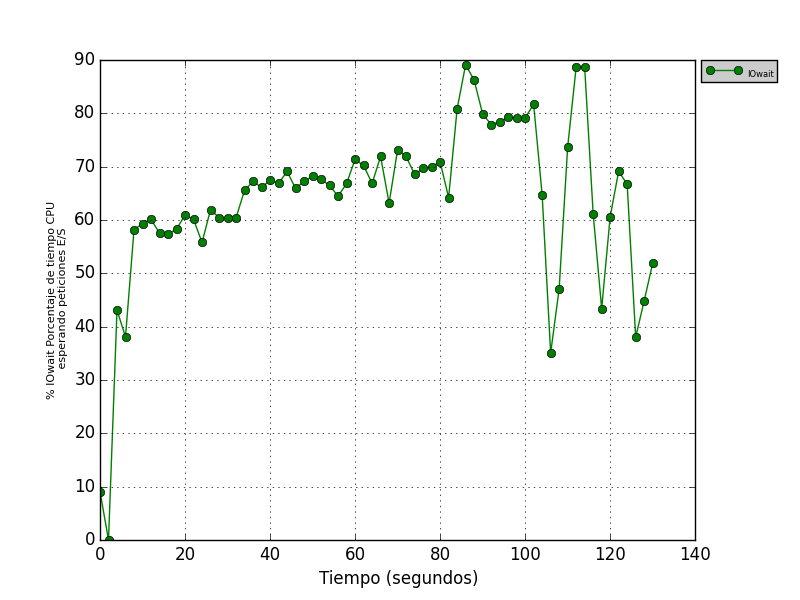 90
80
70
60
50
40
30
20
10
0
0 20 40 60 80 100 120 140
Tiempo (segundos)
% IOwait Porcentaje de tiempo CPU
esperando peticiones E/S
IOwait